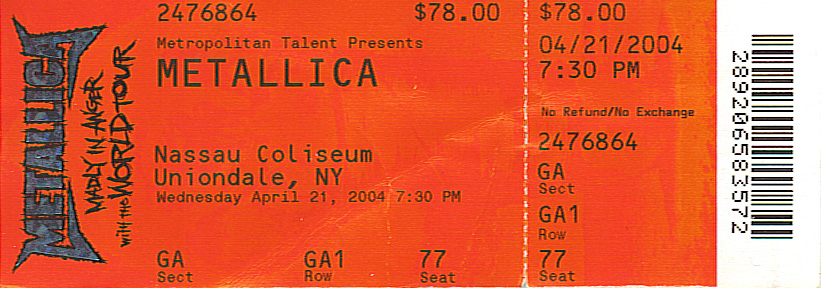 METALLICA
MADLY IN ANGER
with the WORLD TOUR
2476864 $78.00
Metropolitan Talent Presents
METALLICA
Nassau Coliseum
Uniondale, NY
Wednesday April 21, 2004 7:30 PM
GA GA1 77
Sect Row Seat
$78.00
04/21/2004
7:30 PM
No Refund/No Exchange
2476864
GA
Sect
GA1
Row
77
Seat
289206583572